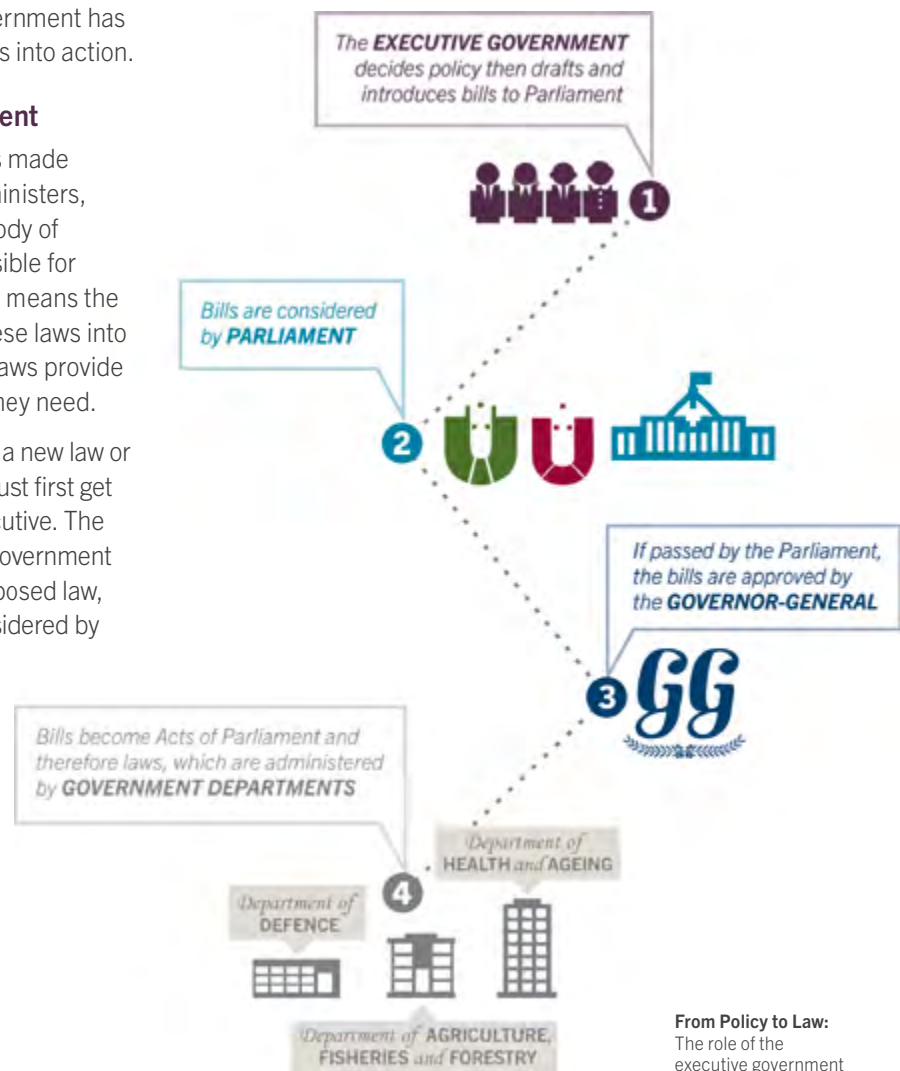 ernment has
s into action.
ent
s made
inisters,
ody of
sible for
means the
ese laws into
aws provide
hey need.
a new law or
ust first get
cutive. The
overnment
posed law,
sidered by
The EXECUTIVE GOVERNMENT
decides policy then drafts and
introduces bills to Parliament
1
Bills are considered
by PARLIAMENT
2
If passed by the Parliament,
the bills are approved by
the GOVERNOR-GENERAL
3
GG
Bills become Acts of Parliament and
therefore laws, which are administered
by GOVERNMENT DEPARTMENTS
4
Department of
HEALTH and AGEING
Department of
DEFENCE
Department of AGRICULTURE,
FISHERIES and FORESTRY
From Policy to Law:
The role of the
executive government